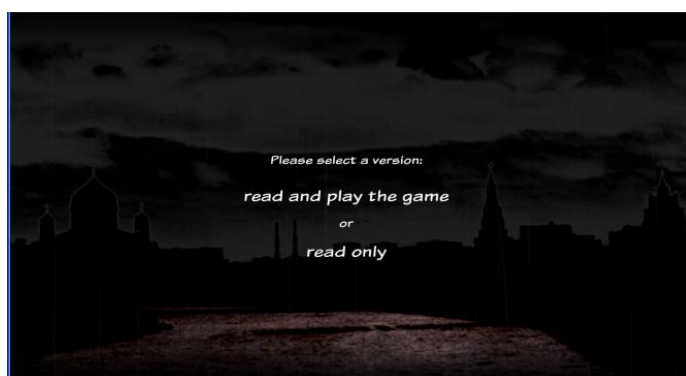 Please select a version:
read and play the game
or
read only